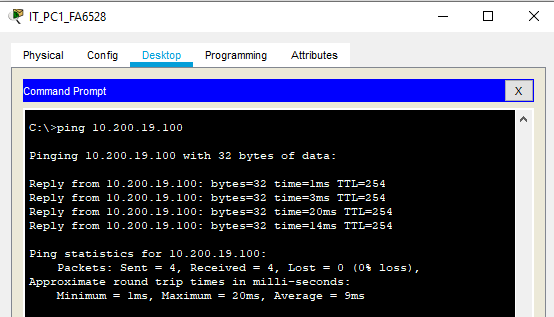 IT_PC1_FA6528
Physical Config Desktop Programming Attributes
Command Prompt X
C:\>ping 10.200.19.100
Pinging 10.200.19.100 with 32 bytes of data:
Reply from 10.200.19.100: bytes=32 time=1ms TTL=254
Reply from 10.200.19.100: bytes=32 time=3ms TTL=254
Reply from 10.200.19.100: bytes=32 time=20ms TTL=254
Reply from 10.200.19.100: bytes=32 time=14ms TTL=254
Ping statistics for 10.200.19.100:
Packets: Sent = 4, Received = 4, Lost = 0 (0% loss),
Approximate round trip times in milli-seconds:
Minimum = 1ms, Maximum = 20ms, Average = 9ms